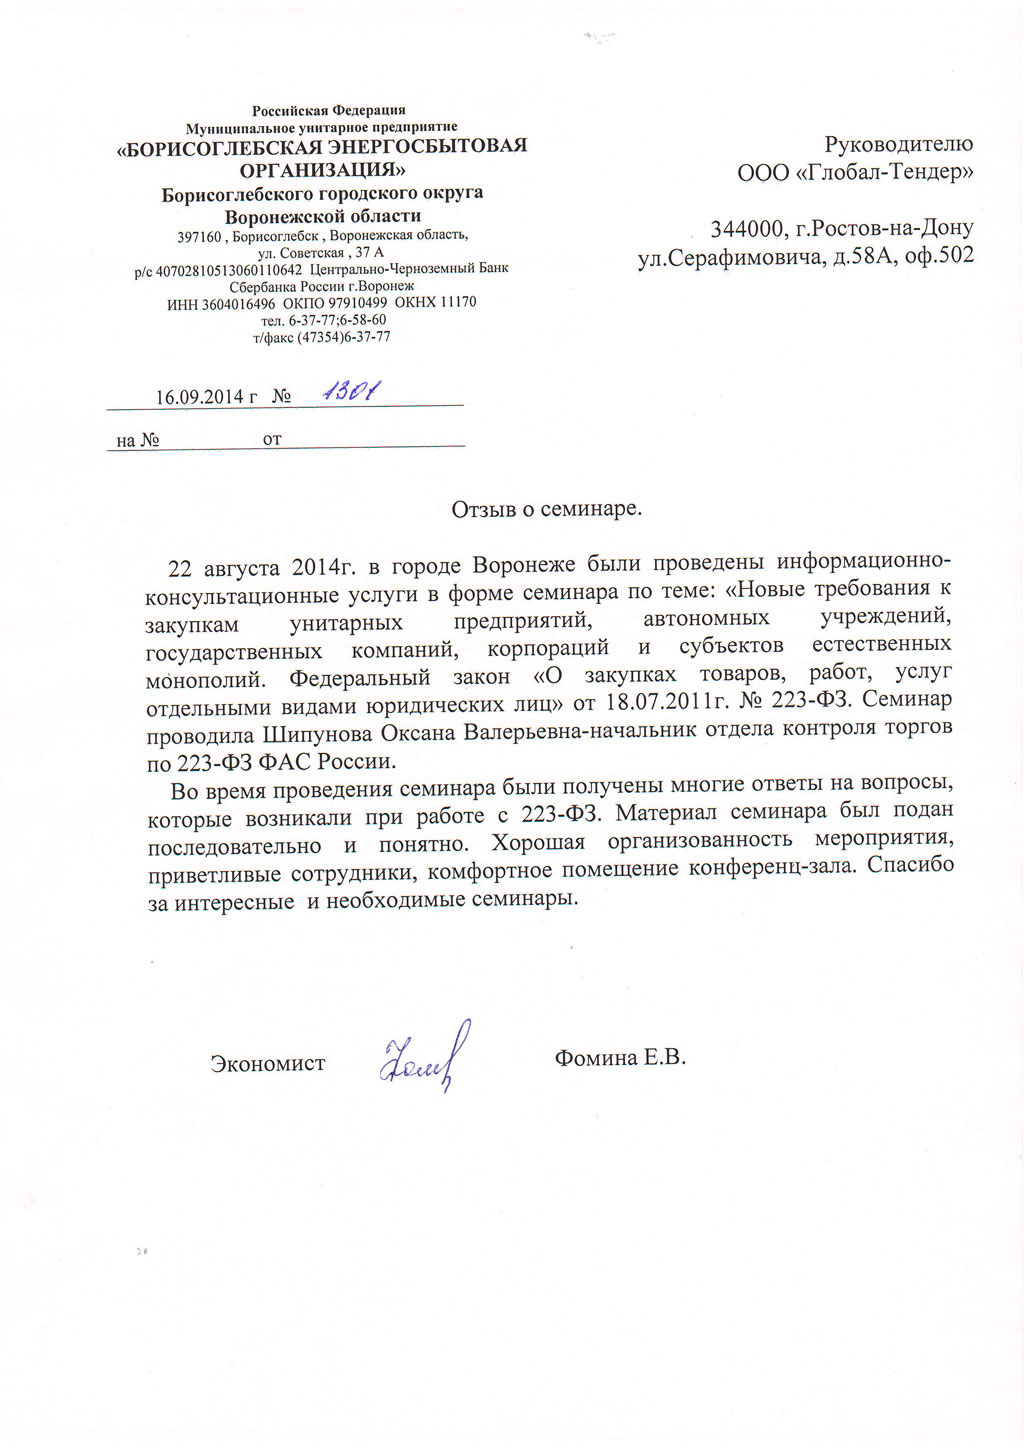 Российская Федерация
Муниципальное унитарное предприятие
«БОРИСОГЛЕБСКАЯ ЭНЕРГОСБЫТОВАЯ
ОРГАНИЗАЦИЯ»
Борисоглебского городского округа
Воронежской области
397160 , Борисоглебск , Воронежская область,
ул. Советская , 37 А
р/с 40702810513060110642 Центрально-Черноземный Банк
Сбербанка России г.Воронеж
ИНН 3604016496 ОКПО 97910499 ОКНХ 11170
тел. 6-37-77;6-58-60
т/факс (47354)6-37-77
16.09.2014 г № 1301
на № от
Руководителю
ООО «Глобал-Тендер»
344000, г.Ростов-на-Дону
ул.Серафимовича, д.58А, оф.502
Отзыв о семинаре.
22 августа 2014г. в городе Воронеже были проведены информационно-
консультационные услуги в форме семинара по теме: «Новые требования к
закупкам унитарных предприятий, автономных учреждений,
государственных компаний, корпораций и субъектов естественных
монополий. Федеральный закон «О закупках товаров, работ, услуг
отдельными видами юридических лиц» от 18.07.2011г. № 223-ФЗ. Семинар
проводила Шипунова Оксана Валерьевна-начальник отдела контроля торгов
по 223-ФЗ ФАС России.
Во время проведения семинара были получены многие ответы на вопросы,
которые возникали при работе с 223-ФЗ. Материал семинара был подан
последовательно и понятно. Хорошая организованность мероприятия,
приветливые сотрудники, комфортное помещение конференц-зала. Спасибо
за интересные и необходимые семинары.
Экономист Фомина Е.В.